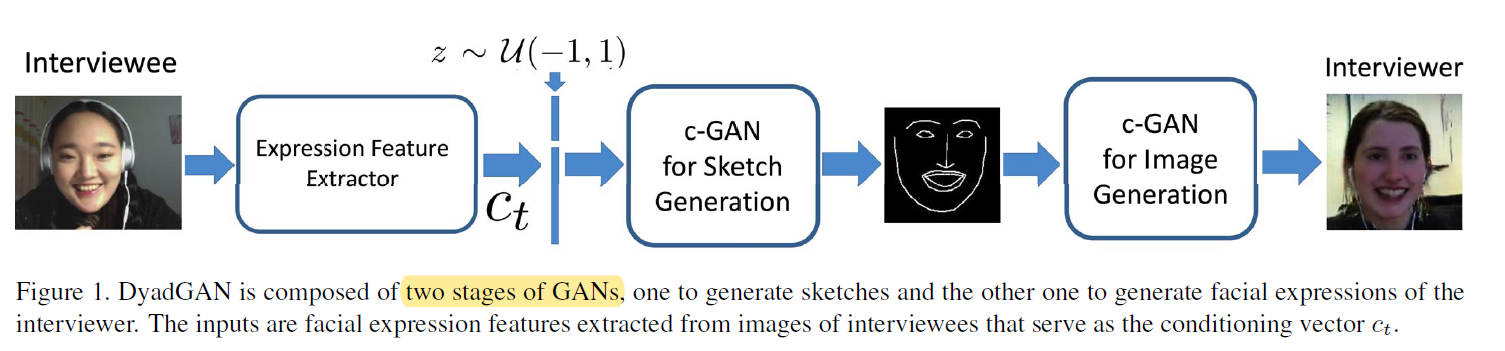 Interviewee
z ~ U(−1, 1)
Interviewer
Expression Feature
Extractor
c_t
c-GAN
for Sketch
Generation
c-GAN
for Image
Generation
Figure 1. DyadGAN is composed of two stages of GANs, one to generate sketches and the other one to generate facial expressions of the
interviewer. The inputs are facial expression features extracted from images of interviewees that serve as the conditioning vector c_t.